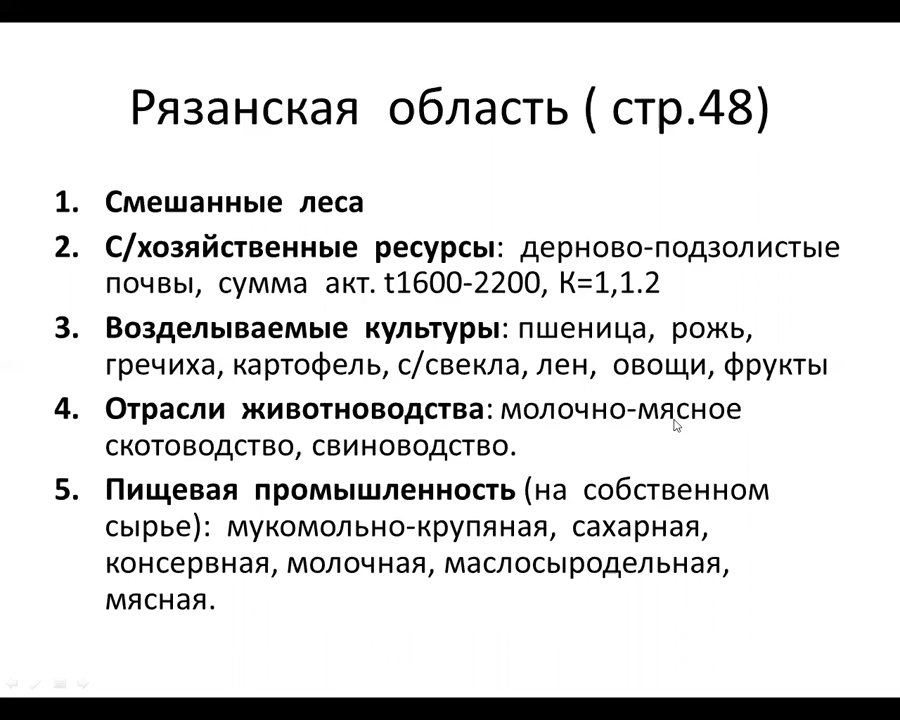 Рязанская область ( стр.48)
1. Смешанные леса
2. С/хозяйственные ресурсы: дерново-подзолистые
почвы, сумма акт. t1600-2200, К=1,1.2
3. Возделываемые культуры: пшеница, рожь,
гречиха, картофель, с/свекла, лен, овощи, фрукты
4. Отрасли животноводства: молочно-мясное
скотоводство, свиноводство.
5. Пищевая промышленность (на собственном
сырье): мукомольно-крупяная, сахарная,
консервная, молочная, маслосыродельная,
мясная.